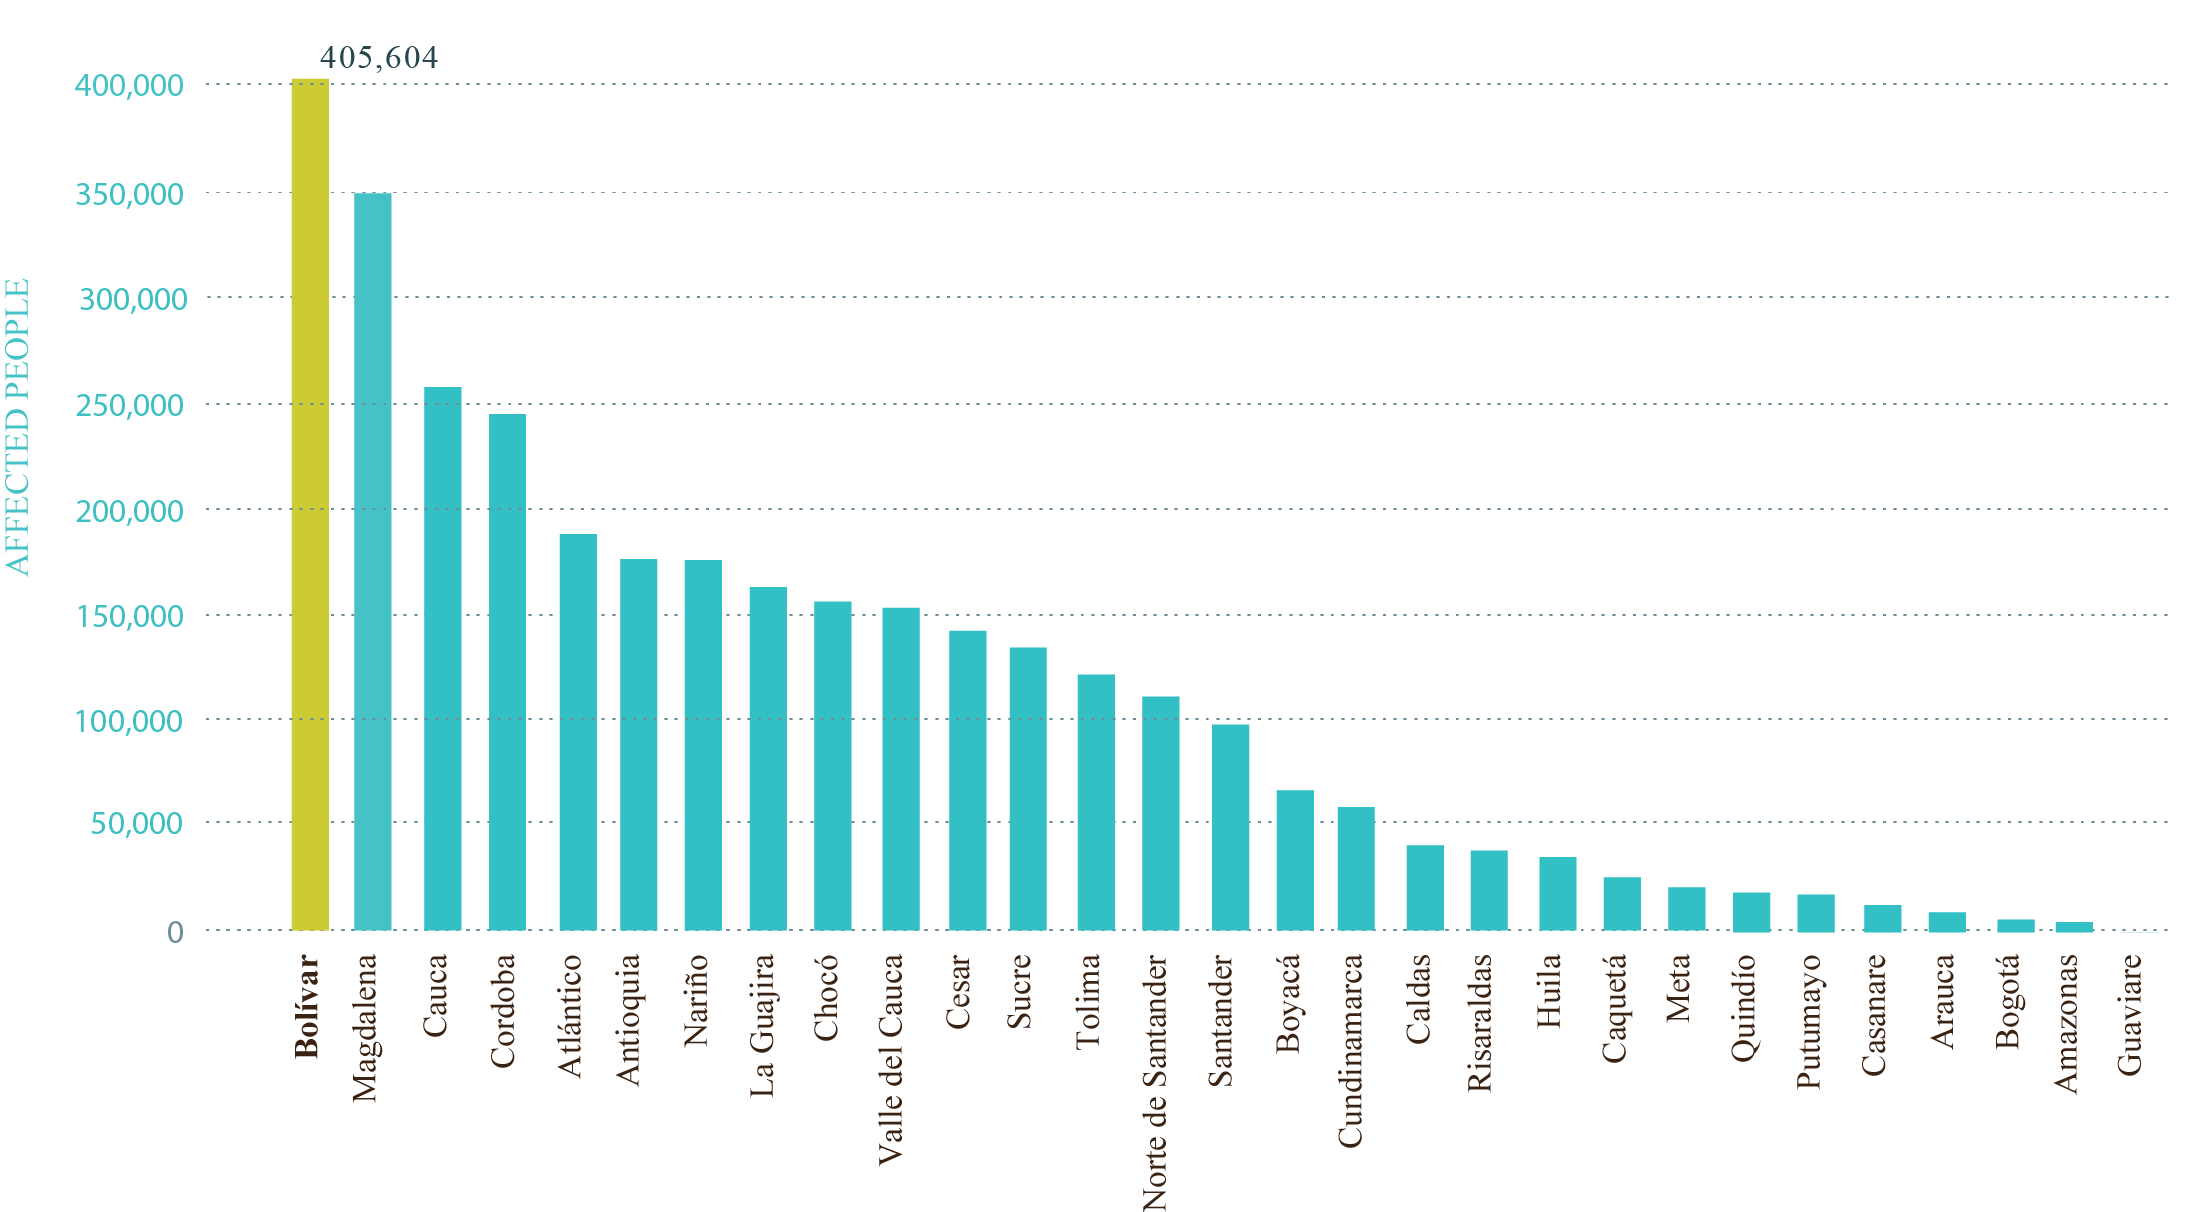 405,604
400,000
350,000
300,000
250,000
200,000
150,000
100,000
50,000
0
AFFECTED PEOPLE
Bolívar
Magdalena
Cauca
Cordoba
Atlántico
Antioquia
Nariño
La Guajira
Chocó
Valle del Cauca
Cesar
Sucre
Tolima
Norte de Santander
Santander
Boyacá
Cundinamarca
Caldas
Risaraldas
Huila
Caquetá
Meta
Quindío
Putumayo
Casanare
Arauca
Bogotá
Amazonas
Guaviare